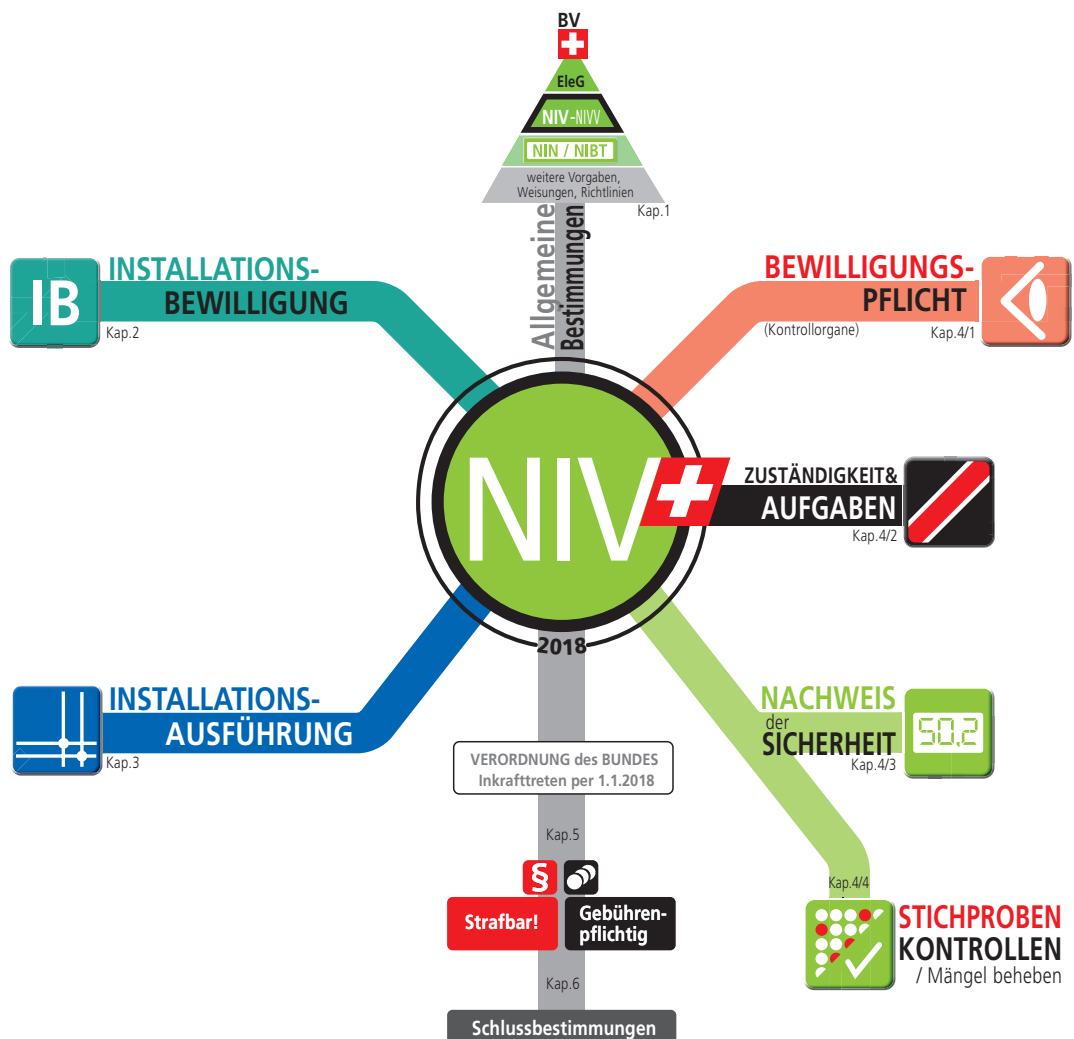 BV
EleG
NIV-NIVV
NIN / NIBT
weitere Vorgaben,
Weisungen, Richtlinien
Kap.1
Allgemeine
Bestimmungen
INSTALLATIONS-
BEWILLIGUNG
IB
Kap.2
BEWILLIGUNGS-
PFLICHT
(Kontrollorgane)
Kap.4/1
NIV
2018
ZUSTÄNDIGKEIT&
AUFGABEN
Kap.4/2
INSTALLATIONS-
AUSFÜHRUNG
Kap.3
NACHWEIS
der
SICHERHEIT
Kap.4/3
50.2
VERORDNUNG des BUNDES
Inkrafttreten per 1.1.2018
Kap.5
§
Strafbar!
Gebühren-
pflichtig
Kap.4/4
STICHPROBEN
KONTROLLEN
/ Mängel beheben
Kap.6
Schlussbestimmungen